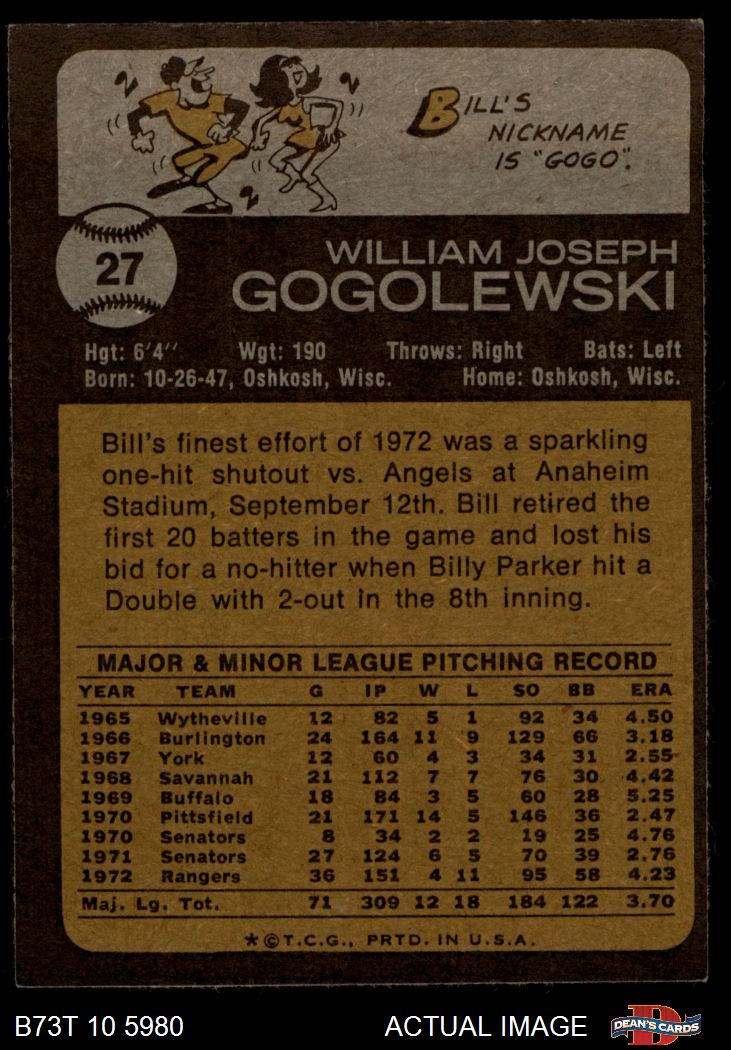 BILL'S
NICKNAME
IS "GOGO".
27
WILLIAM JOSEPH
GOGOLEWSKI
Hgt: 6'4'' Wgt: 190 Throws: Right Bats: Left
Born: 10-26-47, Oshkosh, Wisc. Home: Oshkosh, Wisc.
Bill's finest effort of 1972 was a sparkling
one-hit shutout vs. Angels at Anaheim
Stadium, September 12th. Bill retired the
first 20 batters in the game and lost his
bid for a no-hitter when Billy Parker hit a
Double with 2-out in the 8th inning.
MAJOR & MINOR LEAGUE PITCHING RECORD
YEAR TEAM G IP W L SO BB ERA
1965 Wytheville 12 82 5 1 92 34 4.50
1966 Burlington 24 164 11 9 129 66 3.18
1967 York 12 60 4 3 34 31 2.55
1968 Savannah 21 112 7 7 76 30 4.42
1969 Buffalo 18 84 3 5 60 28 5.25
1970 Pittsfield 21 171 14 5 146 36 2.47
1970 Senators 8 34 2 2 19 25 4.76
1971 Senators 27 124 6 5 70 39 2.76
1972 Rangers 36 151 4 11 95 58 4.23
Maj. Lg. Tot. 71 309 12 18 184 122 3.70
*©T.C.G., PRTD. IN U.S.A.
B73T 10 5980 ACTUAL IMAGE
D
DEAN'S CARDS